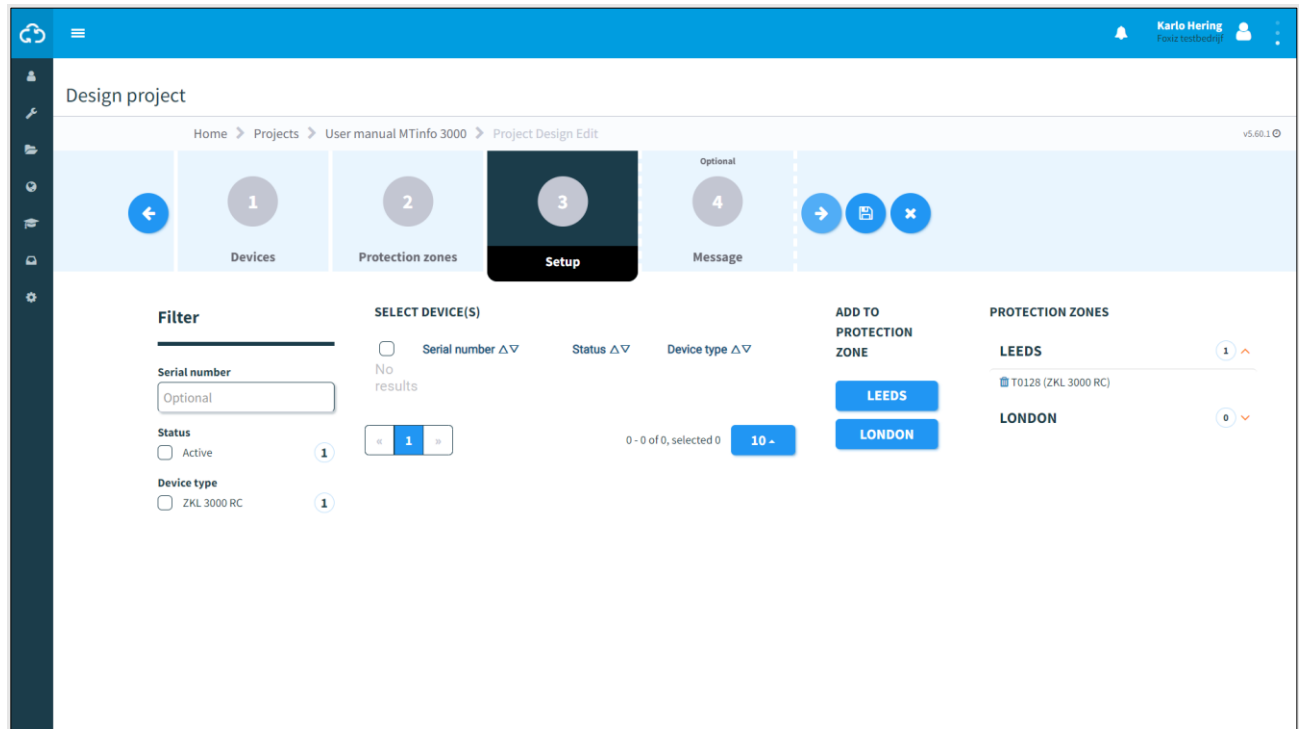 Karlo Hering
Foxiz testbedrijf
Design project
Home Projects User manual MTinfo 3000 Project Design Edit
v5.60.1
1
Devices
2
Protection zones
3
Setup
Optional
4
Message
Filter
Serial number
Optional
Status
Active 1
Device type
ZKL 3000 RC 1
SELECT DEVICE(S)
Serial number Status Device type
No
results
« 1 »
0 - 0 of 0, selected 0 10
ADD TO
PROTECTION
ZONE
LEEDS
LONDON
PROTECTION ZONES
LEEDS 1
T0128 (ZKL 3000 RC)
LONDON 0